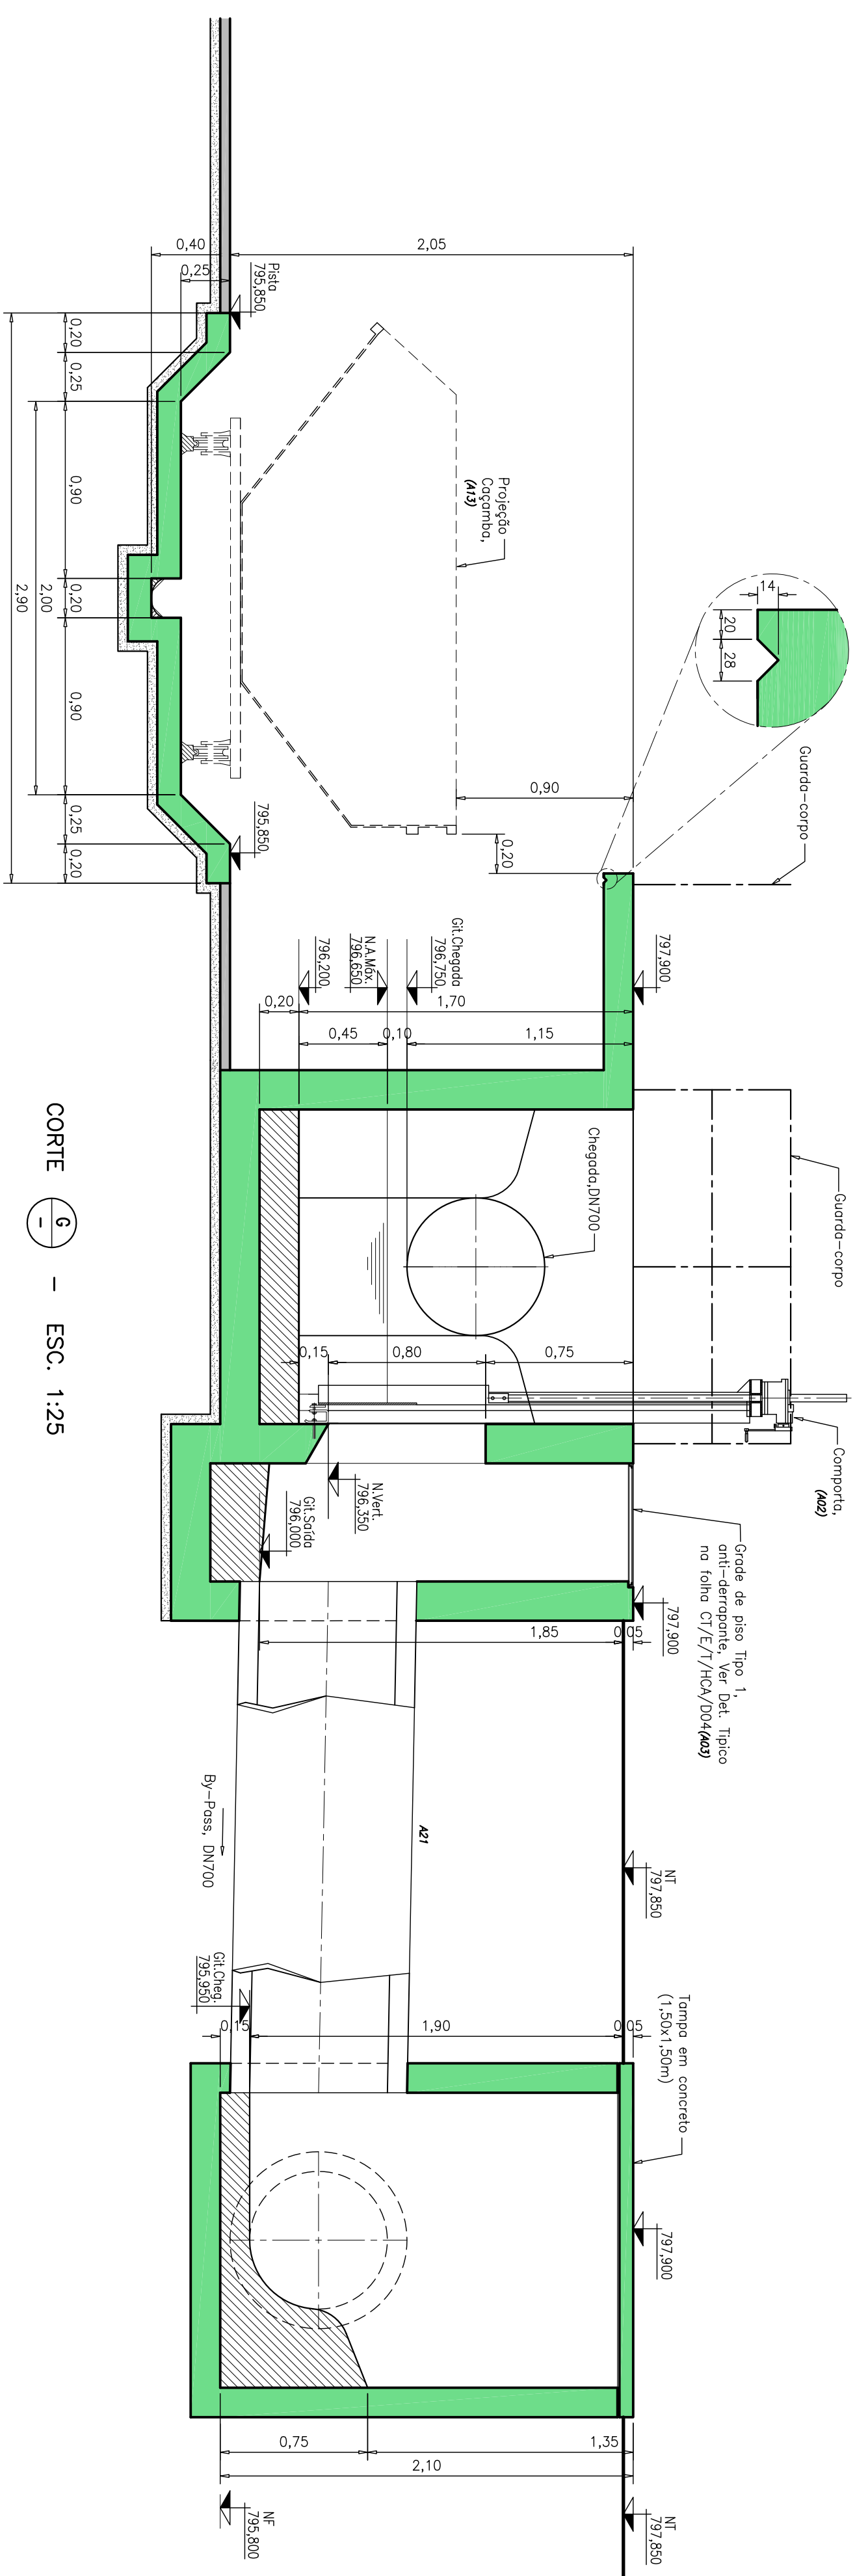 Guarda-corpo
Guarda-corpo
Comporta,
(A02)
14
20
28
Grade de piso Tipo 1,
anti-derrapante, Ver Det. Tipico
na folha CT/E/T/HCA/D04(A03)
Tampa em concreto
(1,50x1,50m)
797,900
797,900
797,900
NT
797,850
NT
797,850
2,05
0,40
0,25
Pista
795,850
Projeção
Caçamba,
(A13)
0,90
0,20
795,850
Git.Chegada
796,750
N.A.Máx.
796,650
796,200
1,70
0,20
0,45
0,10
1,15
Chegada,DN700
0,15
0,80
0,75
N.Vert.
796,350
Git.Saída
796,000
1,85
0,05
A21
By-Pass, DN700
Git.Cheg.
795,950
0,15
1,90
0,05
0,75
1,35
2,10
NF
795,800
0,20
0,25
0,90
0,20
0,90
0,25
0,20
2,00
2,90
CORTE G - - ESC. 1:25